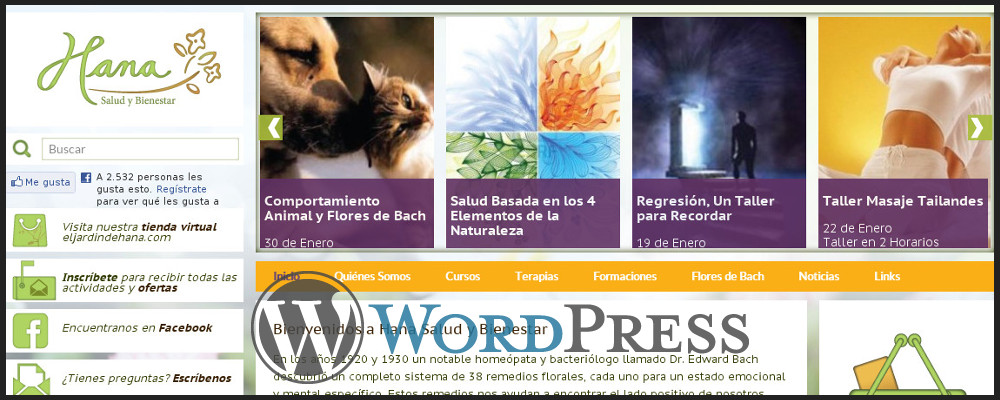 Hana
Salud y Bienestar
Buscar
Me gusta
A 2.532 personas les
gusta esto. Regístrate
para ver qué les gusta a
Visita nuestra tienda virtual
eljardindehana.com
Inscríbete para recibir todas las
actividades y ofertas
Encuentranos en Facebook
¿Tienes preguntas? Escríbenos
Comportamiento
Animal y Flores de Bach
30 de Enero
Salud Basada en los 4
Elementos de la
Naturaleza
Regresión, Un Taller
para Recordar
19 de Enero
Taller Masaje Tailandes
22 de Enero
Taller en 2 Horarios
Inicio Quiénes Somos Cursos Terapias Formaciones Flores de Bach Noticias Links
WORDPRESS
Bienvenidos a Hana Salud y Bienestar
En los años 1920 y 1930 un notable homeópata y bacteriólogo llamado Dr. Edward Bach
descubrió un completo sistema de 38 remedios florales, cada uno para un estado emocional
y mental específico. Estos remedios nos ayudan a encontrar el lado positivo de nosotros